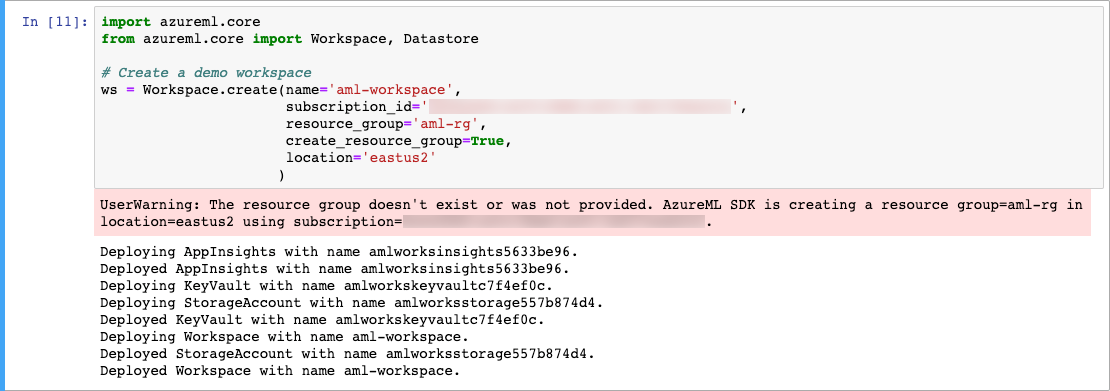 In [11]: import azureml.core
from azureml.core import Workspace, Datastore
# Create a demo workspace
ws = Workspace.create(name='aml-workspace',
subscription_id='',
resource_group='aml-rg',
create_resource_group=True,
location='eastus2'
)
UserWarning: The resource group doesn't exist or was not provided. AzureML SDK is creating a resource group=aml-rg in
location=eastus2 using subscription=.
Deploying AppInsights with name amlworksinsights5633be96.
Deployed AppInsights with name amlworksinsights5633be96.
Deploying KeyVault with name amlworkskeyvaultc7f4ef0c.
Deploying StorageAccount with name amlworksstorage557b874d4.
Deployed KeyVault with name amlworkskeyvaultc7f4ef0c.
Deploying Workspace with name aml-workspace.
Deployed StorageAccount with name amlworksstorage557b874d4.
Deployed Workspace with name aml-workspace.